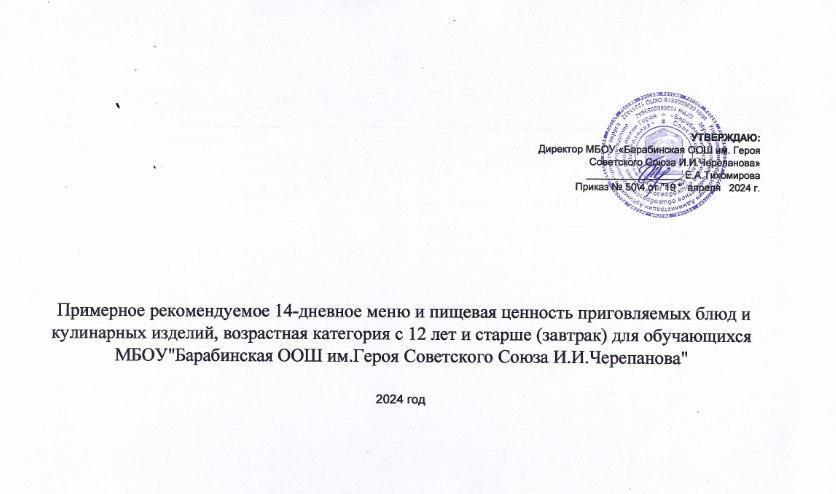 УТВЕРЖДАЮ:
Директор МБОУ «Барабинская ООШ им. Героя
Советского Союза И.И.Черепанова»
Е.А.Тихомирова
Приказ № 50\4 от "19" апреля 2024 г.
Примерное рекомендуемое 14-дневное меню и пищевая ценность приговляемых блюд и
кулинарных изделий, возрастная категория с 12 лет и старше (завтрак) для обучающихся
МБОУ"Барабинская ООШ им.Героя Советского Союза И.И.Черепанова"
2024 год